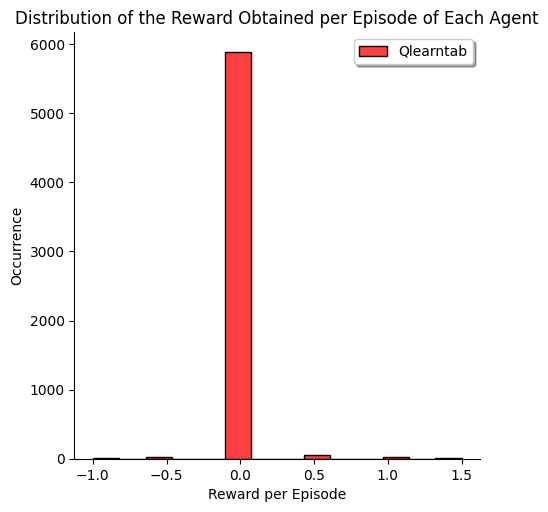 Distribution of the Reward Obtained per Episode of Each Agent
Qlearntab
6000
5000
4000
3000
2000
1000
0
Occurrence
−1.0 −0.5 0.0 0.5 1.0 1.5
Reward per Episode